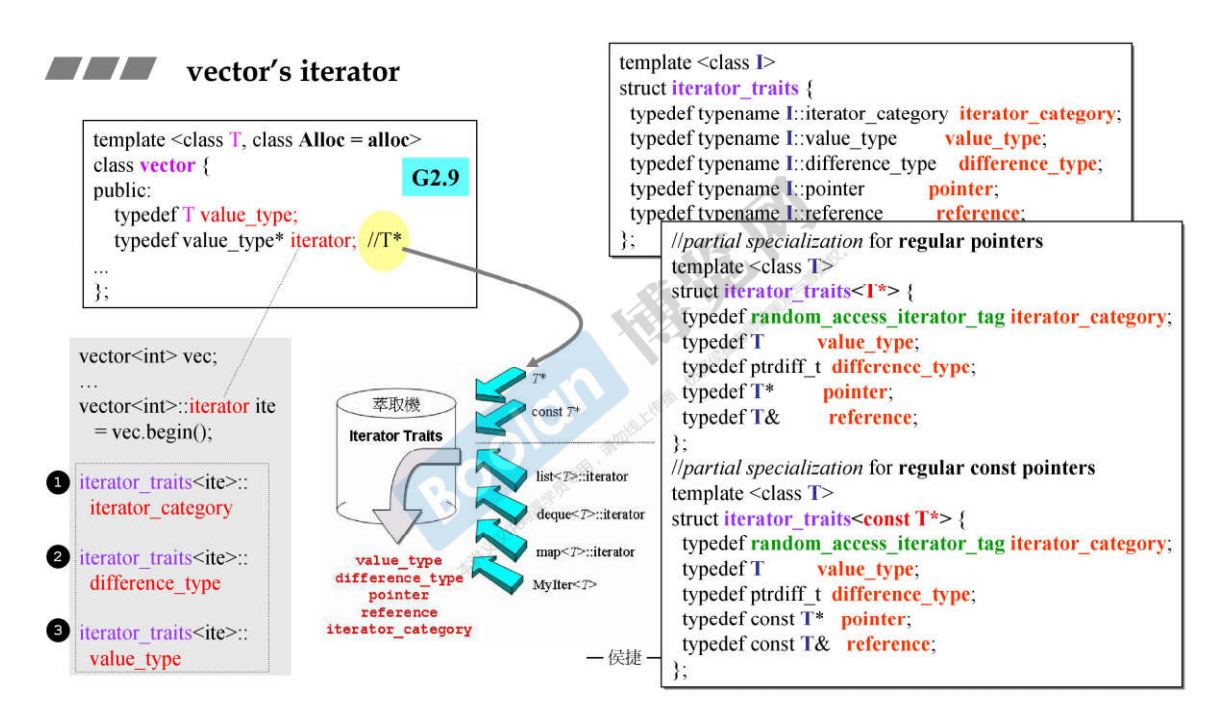 vector's iterator
template <class T, class Alloc = alloc>
class vector {
public:
typedef T value_type;
typedef value_type* iterator; //T*
...
};
G2.9
vector<int> vec;
…
vector<int>::iterator ite
= vec.begin();
1 iterator_traits<ite>::
iterator_category
2 iterator_traits<ite>::
difference_type
3 iterator_traits<ite>::
value_type
萃取機
Iterator Traits
T*
const T*
list<T>::iterator
deque<T>::iterator
map<T>::iterator
MyIter<T>
value_type
difference_type
pointer
reference
iterator_category
template <class I>
struct iterator_traits {
typedef typename I::iterator_category iterator_category;
typedef typename I::value_type value_type;
typedef typename I::difference_type difference_type;
typedef typename I::pointer pointer;
typedef typename I::reference reference;
};
//partial specialization for regular pointers
template <class T>
struct iterator_traits<T*> {
typedef random_access_iterator_tag iterator_category;
typedef T value_type;
typedef ptrdiff_t difference_type;
typedef T* pointer;
typedef T& reference;
};
//partial specialization for regular const pointers
template <class T>
struct iterator_traits<const T*> {
typedef random_access_iterator_tag iterator_category;
typedef T value_type;
typedef ptrdiff_t difference_type;
typedef const T* pointer;
typedef const T& reference;
};
— 侯捷 —
Boolan 博览网